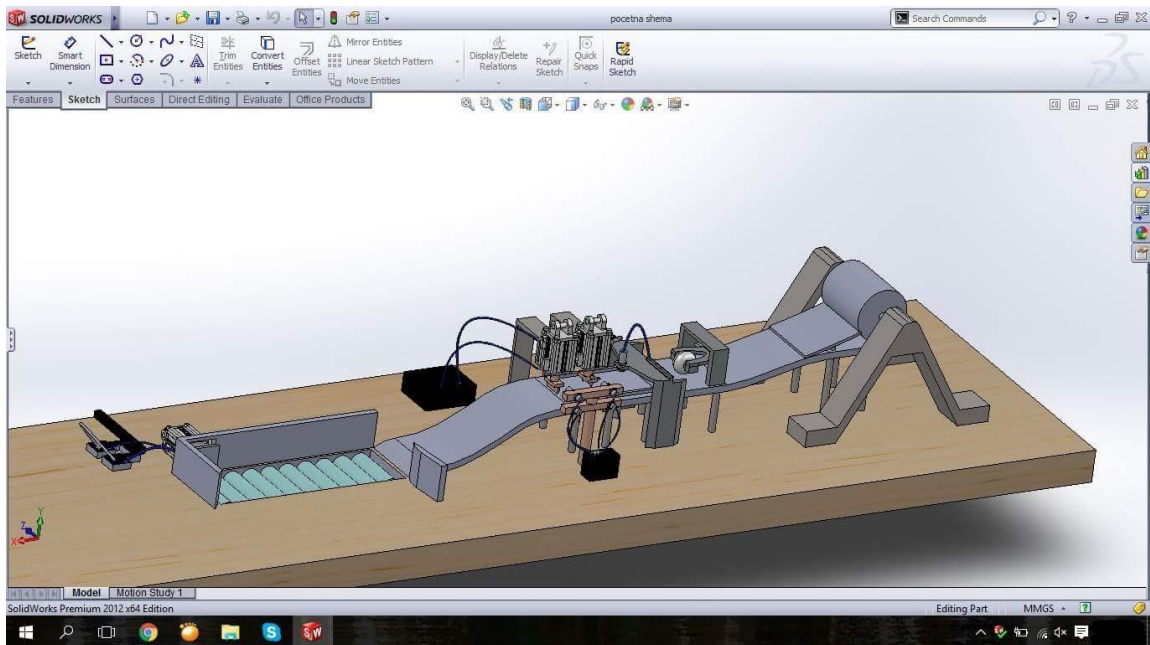 SOLIDWORKS
pocetna shema
Search Commands
Sketch
Smart Dimension
Trim Entities
Convert Entities
Offset Entities
Mirror Entities
Linear Sketch Pattern
Move Entities
Display/Delete Relations
Repair Sketch
Quick Snaps
Rapid Sketch
Features Sketch Surfaces Direct Editing Evaluate Office Products
Y
Z
X
Model Motion Study 1
SolidWorks Premium 2012 x64 Edition
Editing Part MMGS